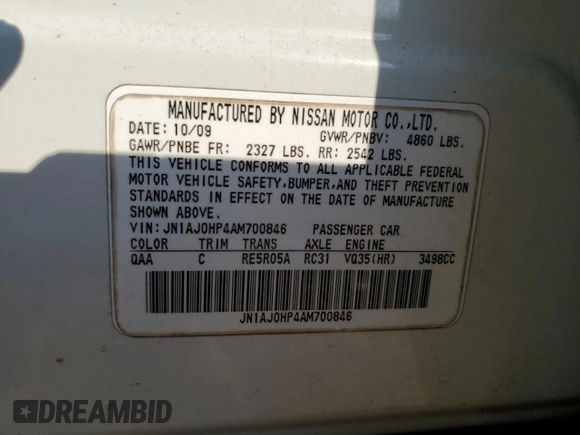 MANUFACTURED BY NISSAN MOTOR CO.,LTD.
DATE: 10/09 GVWR/PNBV: 4860 LBS.
GAWR/PNBE FR: 2327 LBS. RR: 2542 LBS.
THIS VEHICLE CONFORMS TO ALL APPLICABLE FEDERAL
MOTOR VEHICLE SAFETY,BUMPER,AND THEFT PREVENTION
STANDARDS IN EFFECT ON THE DATE OF MANUFACTURE
SHOWN ABOVE.
VIN: JN1AJ0HP4AM700846 PASSENGER CAR
COLOR TRIM TRANS AXLE ENGINE
QAA C RE5R05A RC31 VQ35(HR) 3498CC
JN1AJ0HP4AM700846
DREAMBID